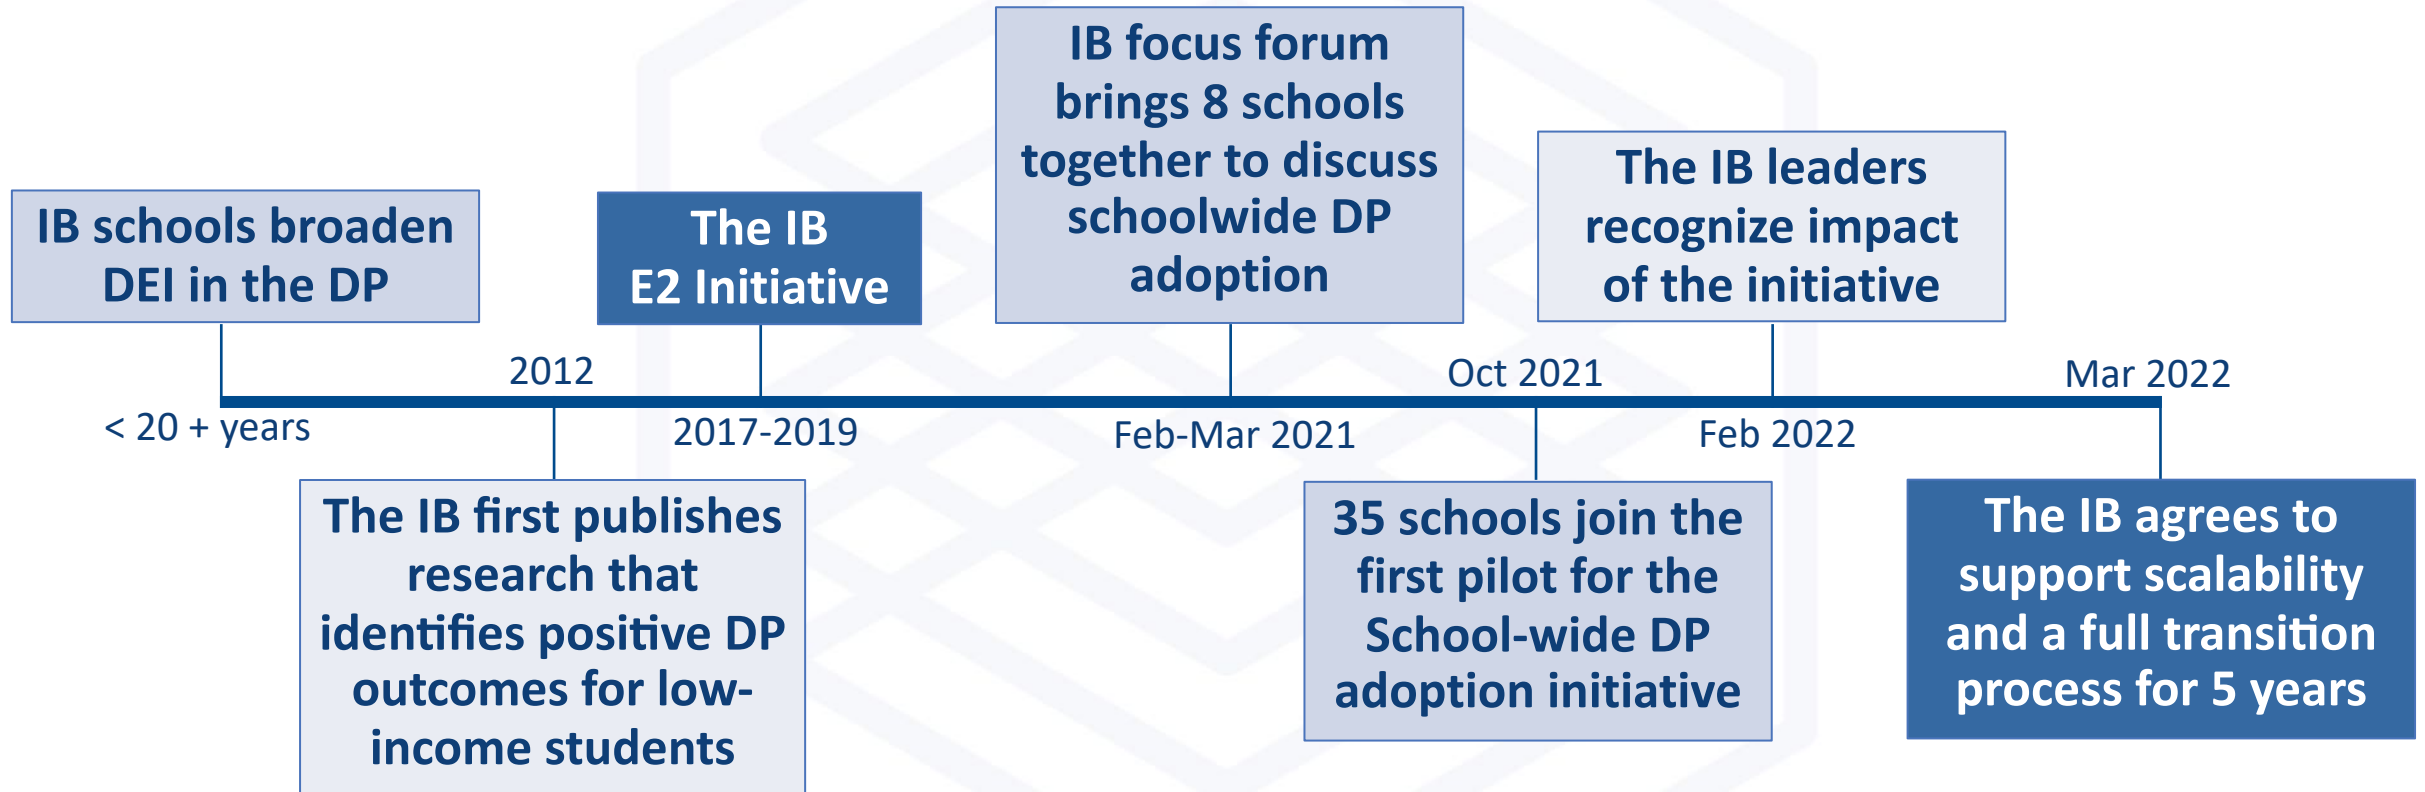 IB schools broaden
DEI in the DP
< 20 + years
2012
The IB first publishes
research that
identifies positive DP
outcomes for low-
income students
The IB
E2 Initiative
2017-2019
IB focus forum
brings 8 schools
together to discuss
schoolwide DP
adoption
Feb-Mar 2021
Oct 2021
35 schools join the
first pilot for the
School-wide DP
adoption initiative
The IB leaders
recognize impact
of the initiative
Feb 2022
Mar 2022
The IB agrees to
support scalability
and a full transition
process for 5 years